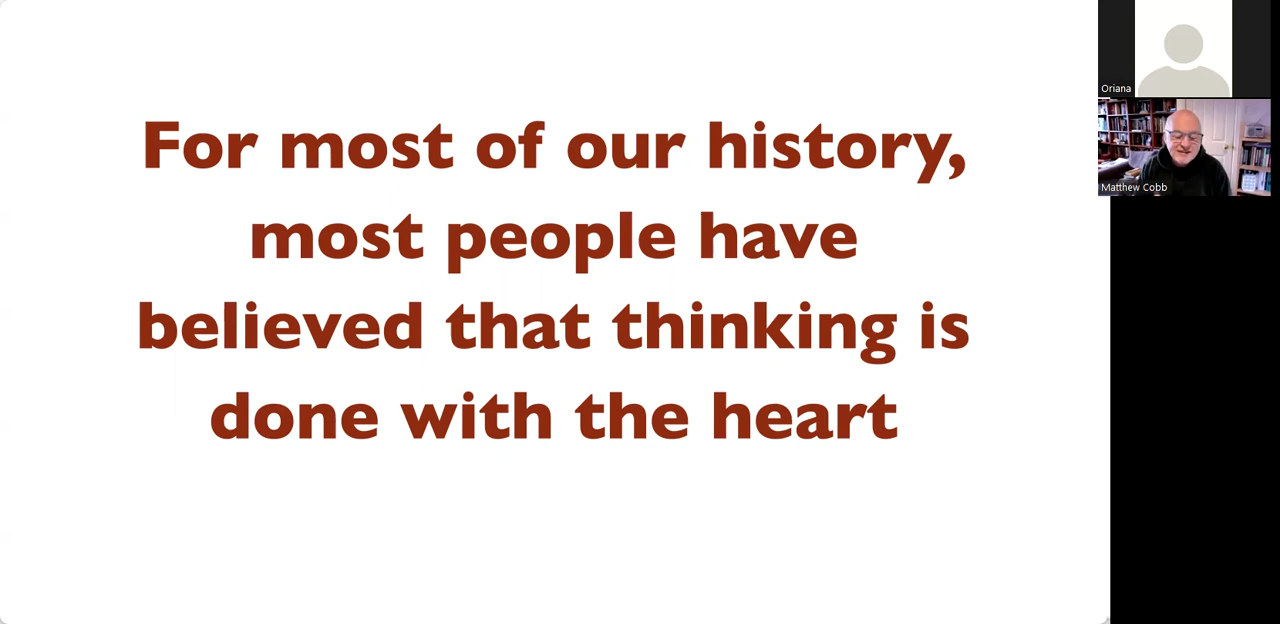 For most of our history,
most people have
believed that thinking is
done with the heart
Oriana
Matthew Cobb